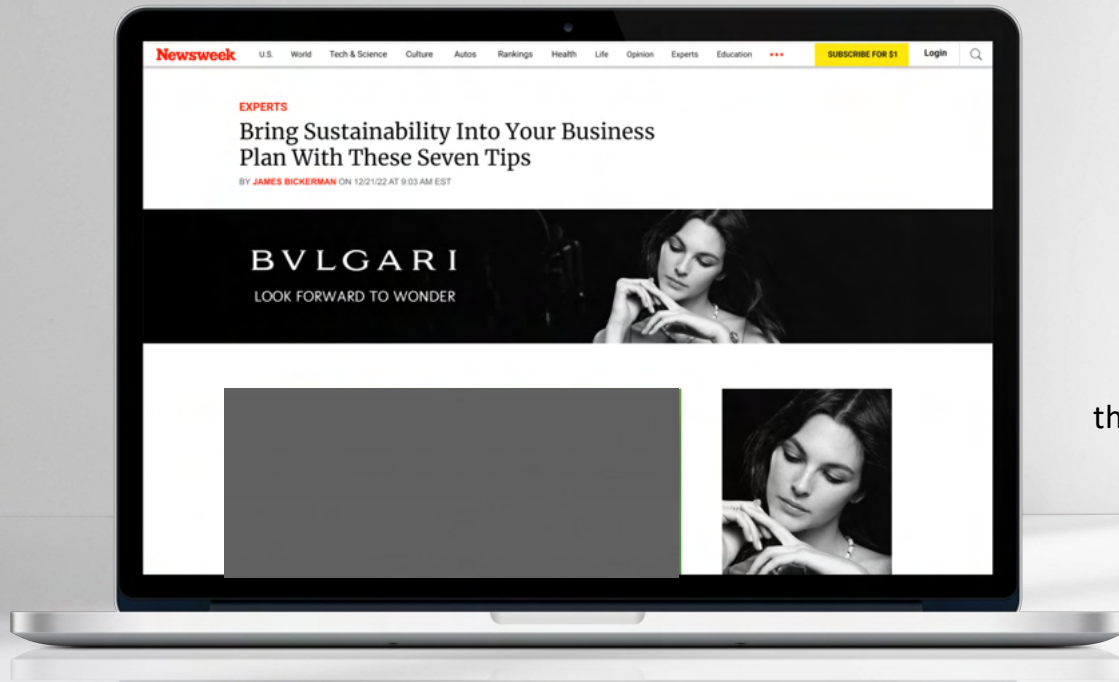 Newsweek U.S. World Tech & Science Culture Autos Rankings Health Life Opinion Experts Education ••• SUBSCRIBE FOR $1 Login
EXPERTS
Bring Sustainability Into Your Business
Plan With These Seven Tips
BY JAMES BICKERMAN ON 12/21/22 AT 9:03 AM EST
BVLGARI
LOOK FORWARD TO WONDER
th